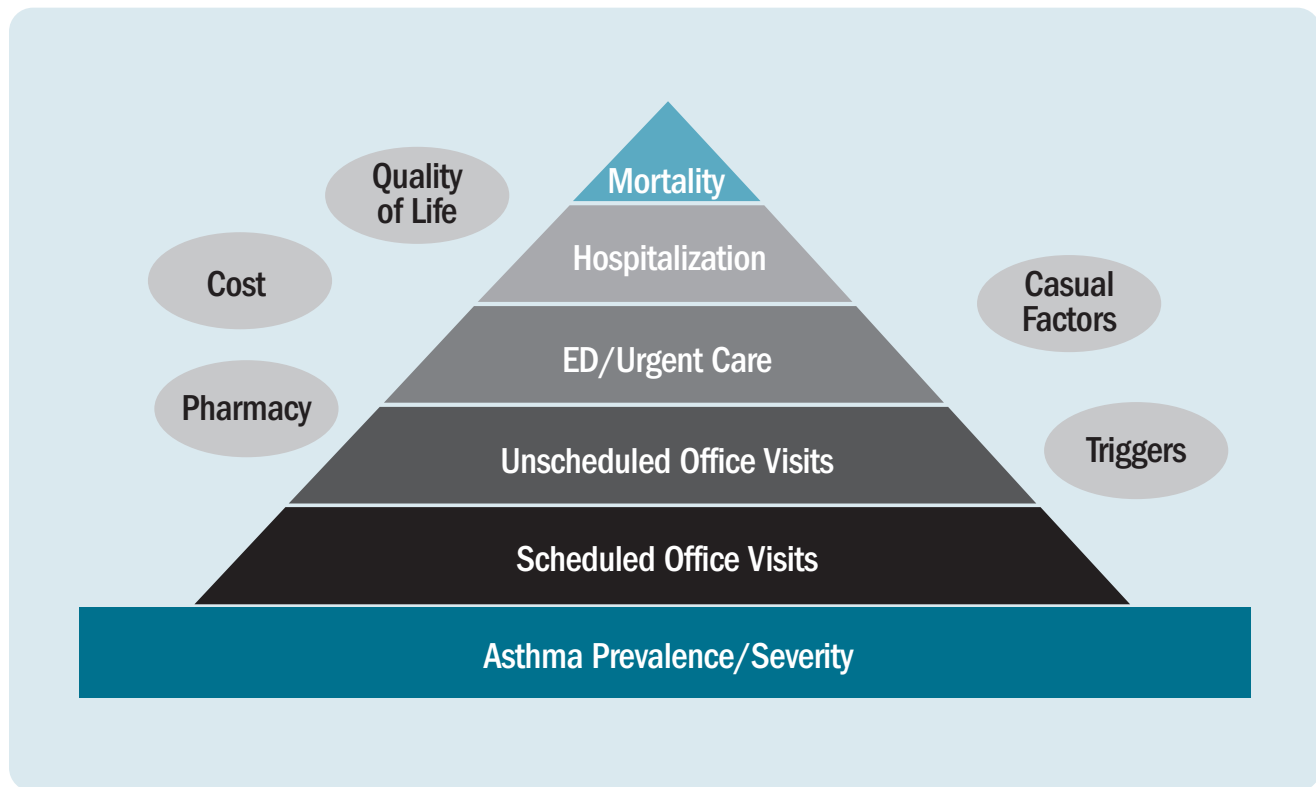 Quality
of Life
Mortality
Cost
Hospitalization
Casual
Factors
Pharmacy
ED/Urgent Care
Triggers
Unscheduled Office Visits
Scheduled Office Visits
Asthma Prevalence/Severity